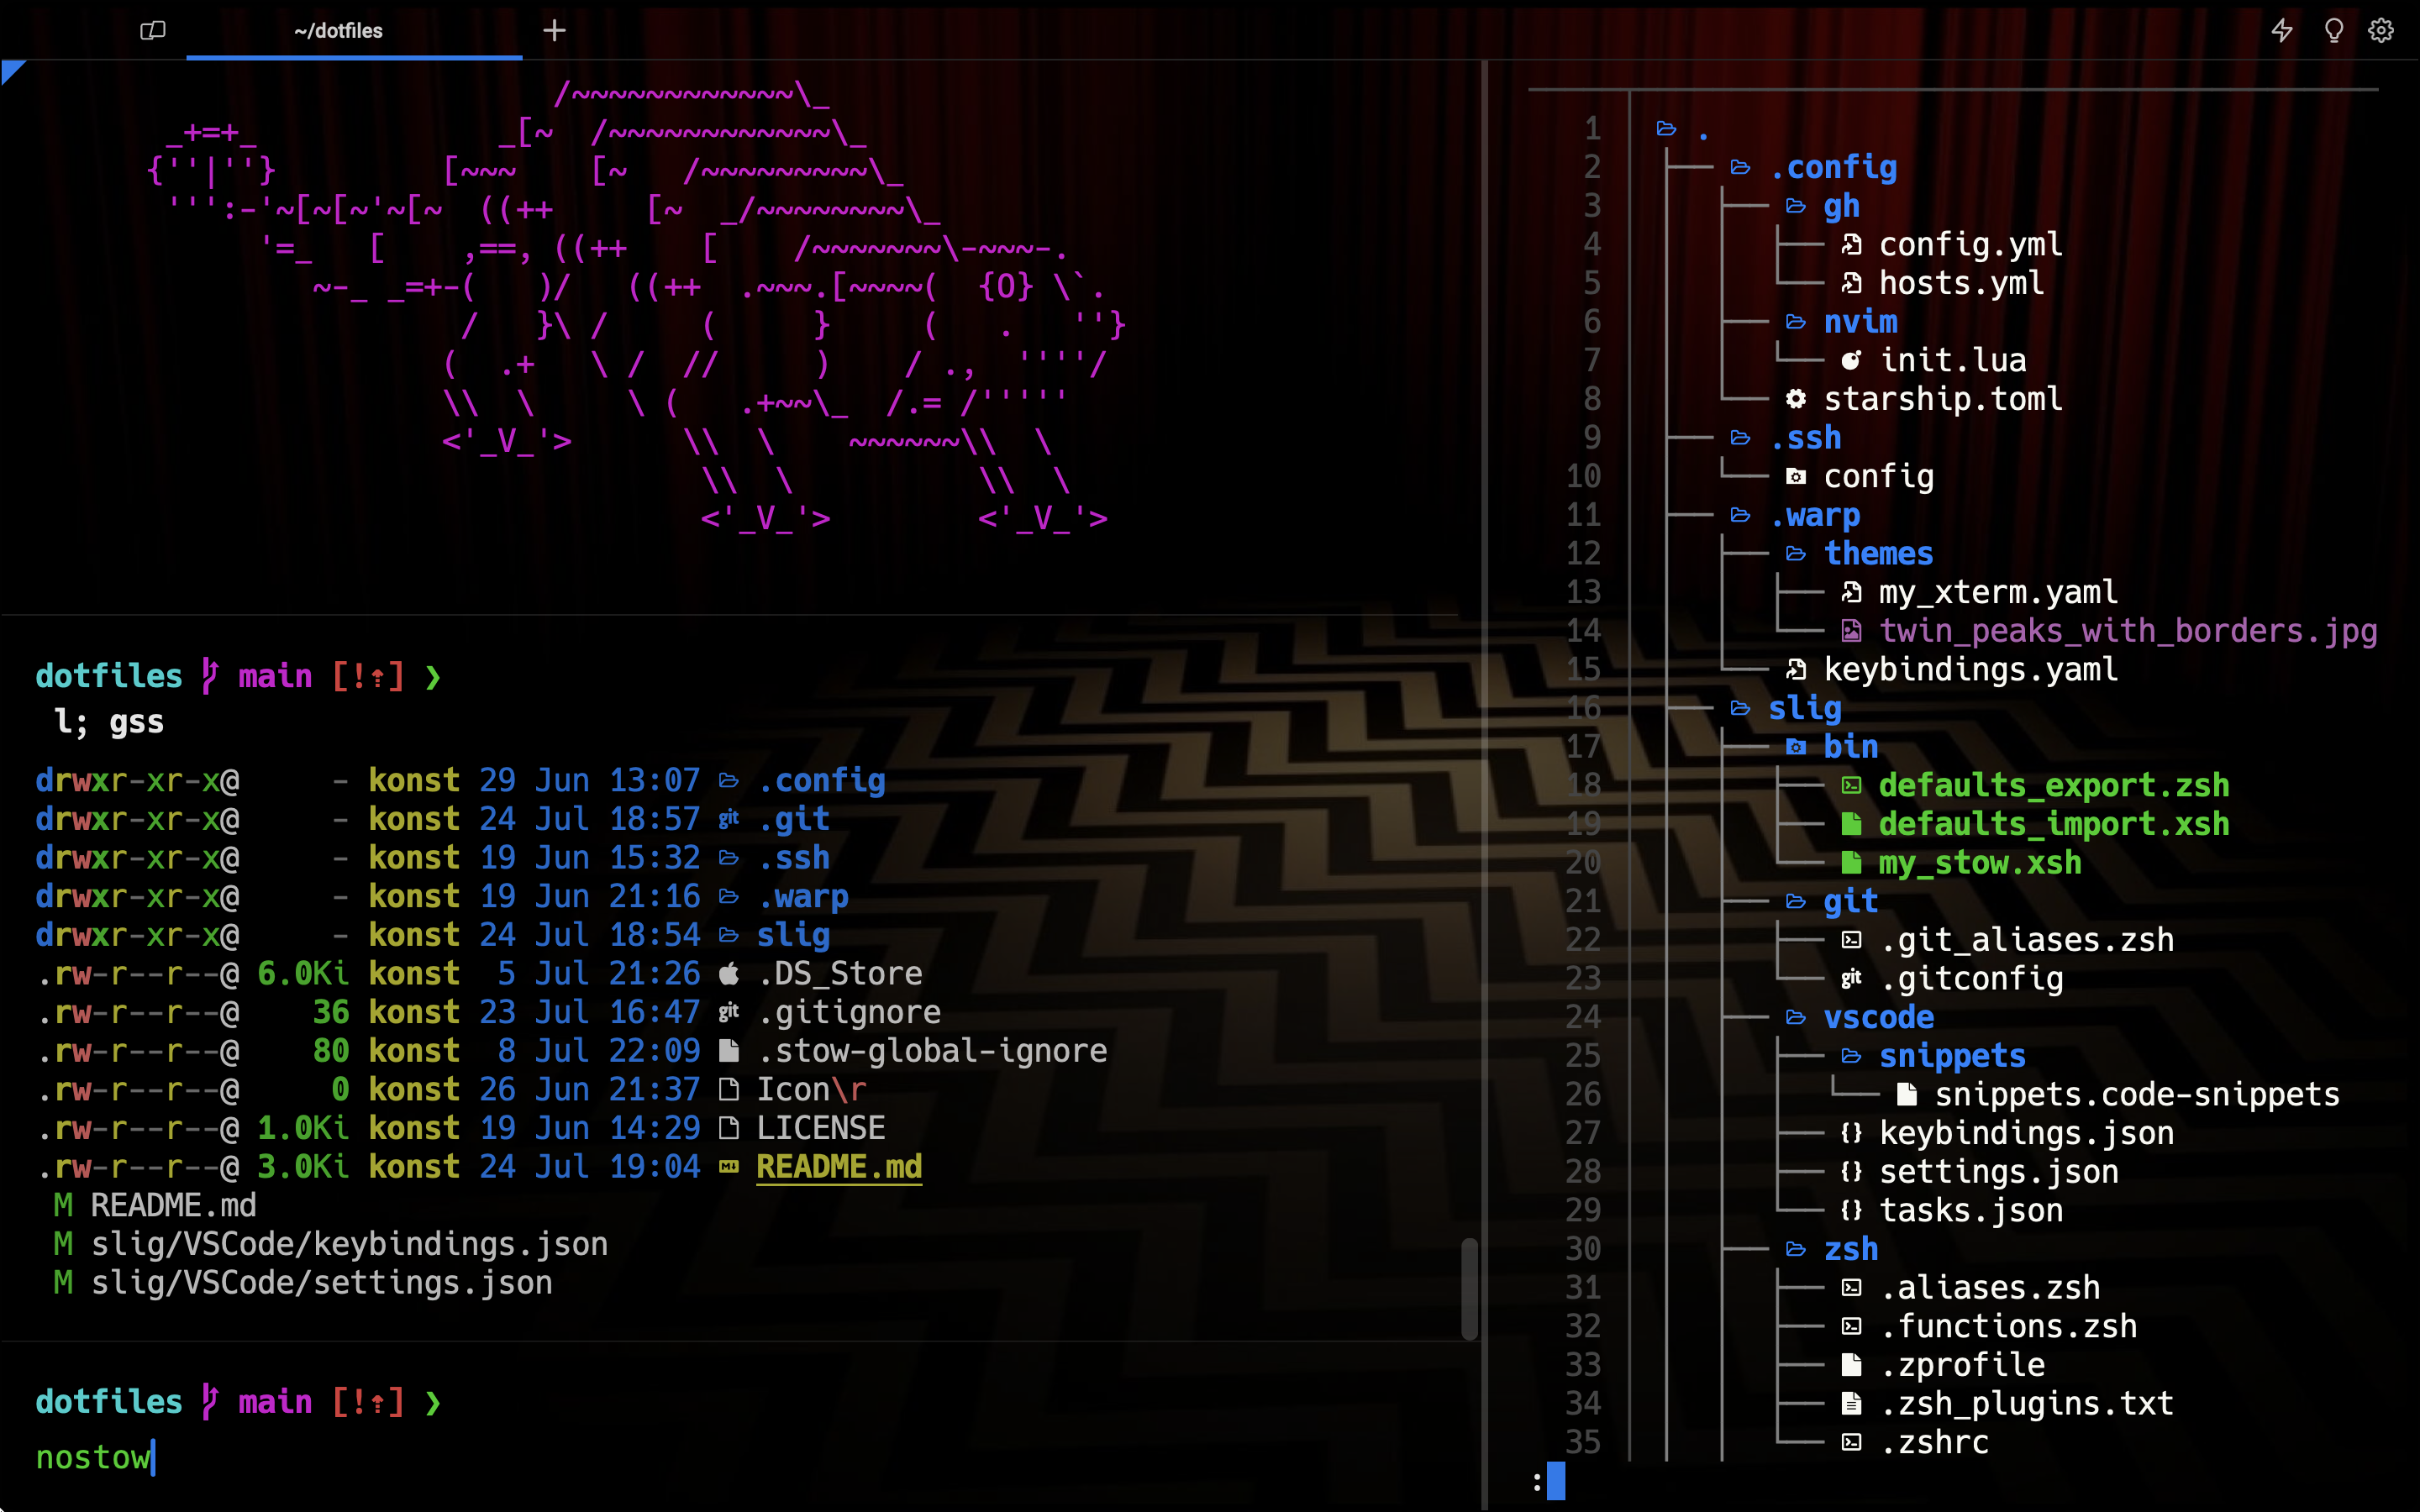 ~/dotfiles
            /~~~~~~~~~~~~\_
 _+=+_             _[~  /~~~~~~~~~~~~\_
{''|''}         [~~~    [~   /~~~~~~~~~\_
 ''':-'~[~[~'~[~  ((++     [~  _/~~~~~~~~\_
      '=_   [    ,==, ((++    [    /~~~~~~~\-~~~-.
         ~-_ _=+-(   )/   ((++  .~~~.[~~~~(  {O} \`.
                 /   }\ /     (     }     (   .   ''}
                (  .+   \ /  //     )    / .,  ''''/
                \\  \     \ (   .+~~\_  /.= /'''''
                <'_V_'>      \\  \    ~~~~~~\\  \
                              \\  \          \\  \
                              <'_V_'>        <'_V_'>
dotfiles main [!⇡] ❯
l; gss
drwxr-xr-x@ - konst 29 Jun 13:07 .config
drwxr-xr-x@ - konst 24 Jul 18:57 git .git
drwxr-xr-x@ - konst 19 Jun 15:32 .ssh
drwxr-xr-x@ - konst 19 Jun 21:16 .warp
drwxr-xr-x@ - konst 24 Jul 18:54 slig
.rw-r--r--@ 6.0Ki konst 5 Jul 21:26 .DS_Store
.rw-r--r--@ 36 konst 23 Jul 16:47 git .gitignore
.rw-r--r--@ 80 konst 8 Jul 22:09 .stow-global-ignore
.rw-r--r--@ 0 konst 26 Jun 21:37 Icon\r
.rw-r--r--@ 1.0Ki konst 19 Jun 14:29 LICENSE
.rw-r--r--@ 3.0Ki konst 24 Jul 19:04 README.md
M README.md
M slig/VSCode/keybindings.json
M slig/VSCode/settings.json
dotfiles main [!⇡] ❯
nostow
1 .
2 ├── .config
3 │ ├── gh
4 │ │ ├── config.yml
5 │ │ └── hosts.yml
6 │ ├── nvim
7 │ │ └── init.lua
8 │ └── starship.toml
9 ├── .ssh
10 │ └── config
11 ├── .warp
12 │ ├── themes
13 │ │ ├── my_xterm.yaml
14 │ │ └── twin_peaks_with_borders.jpg
15 │ └── keybindings.yaml
16 ├── slig
17 │ ├── bin
18 │ │ ├── defaults_export.zsh
19 │ │ ├── defaults_import.xsh
20 │ │ └── my_stow.xsh
21 │ ├── git
22 │ │ ├── .git_aliases.zsh
23 │ │ └── git .gitconfig
24 │ ├── vscode
25 │ │ ├── snippets
26 │ │ │ └── snippets.code-snippets
27 │ │ ├── {} keybindings.json
28 │ │ ├── {} settings.json
29 │ │ └── {} tasks.json
30 │ ├── zsh
31 │ │ ├── .aliases.zsh
32 │ │ ├── .functions.zsh
33 │ │ ├── .zprofile
34 │ │ ├── .zsh_plugins.txt
35 │ │ └── .zshrc
: